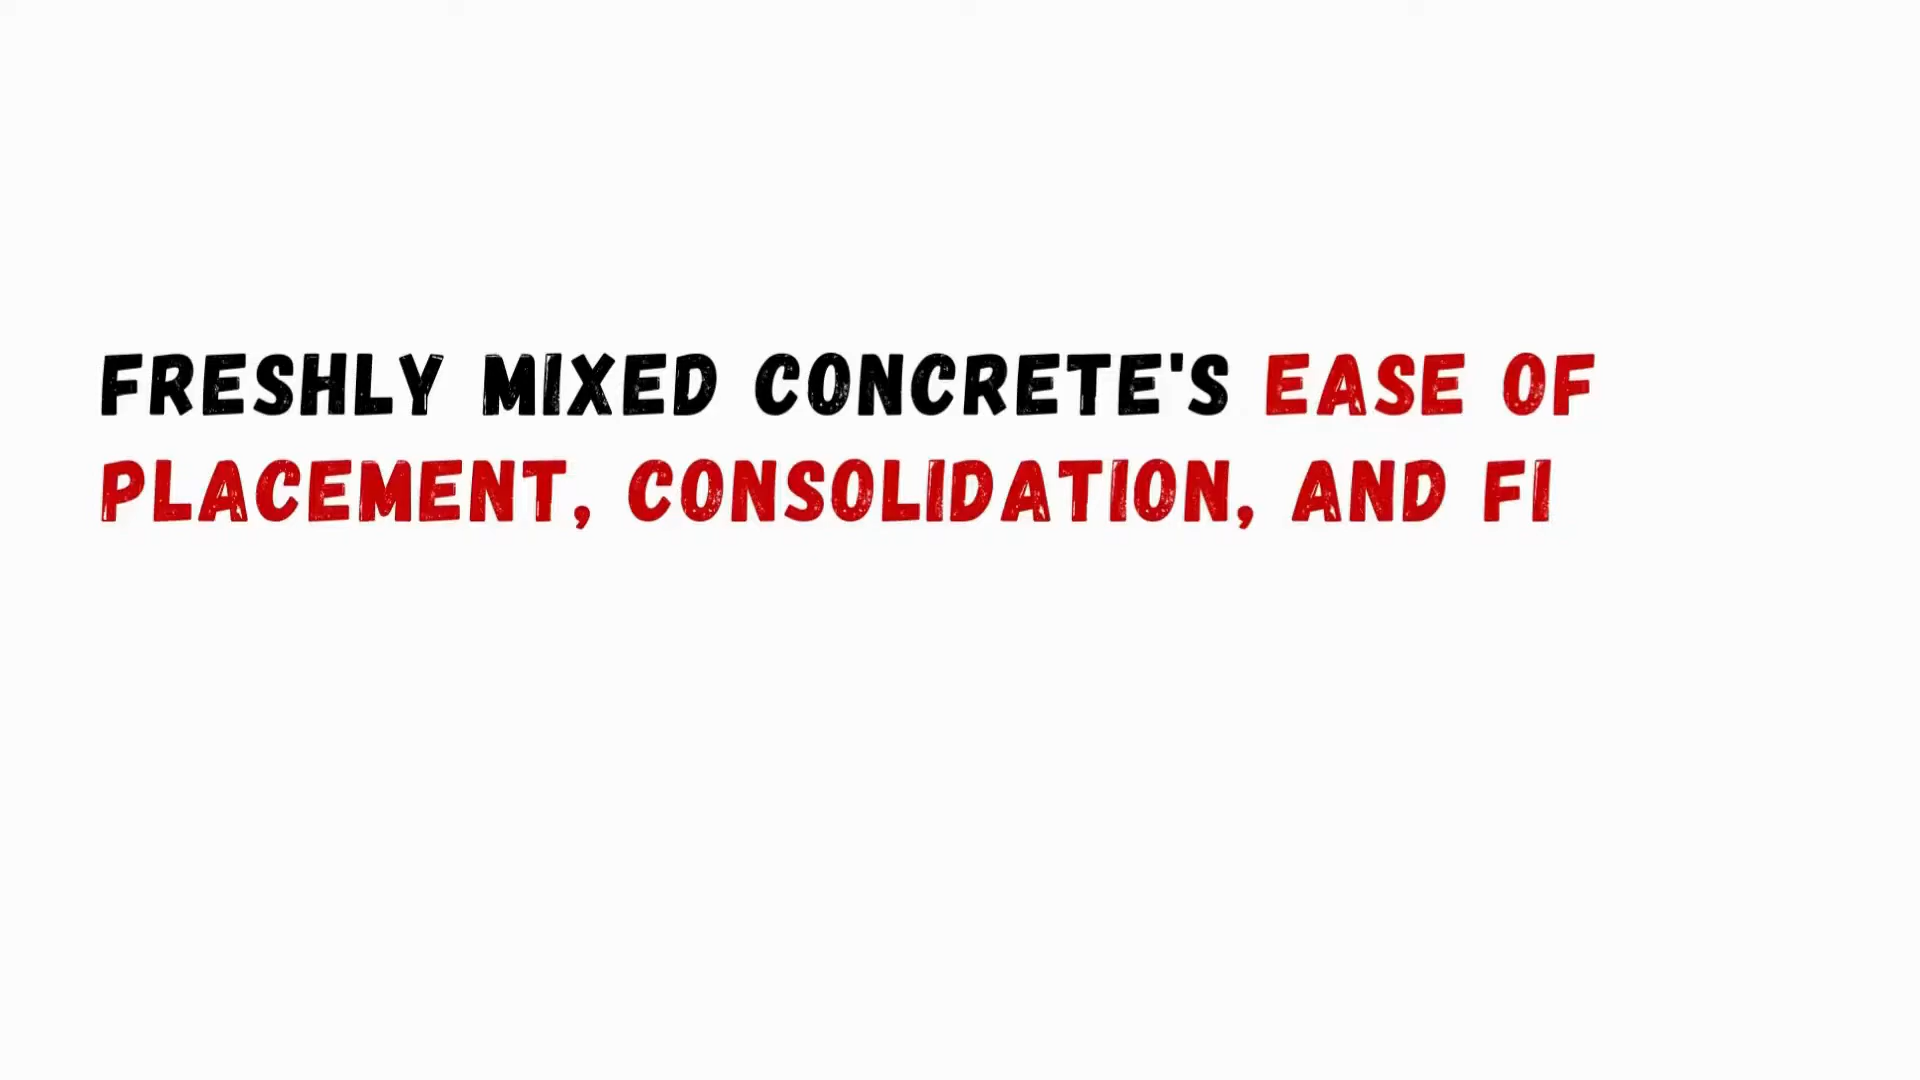 FRESHLY MIXED CONCRETE'S EASE OF
PLACEMENT, CONSOLIDATION, AND FI